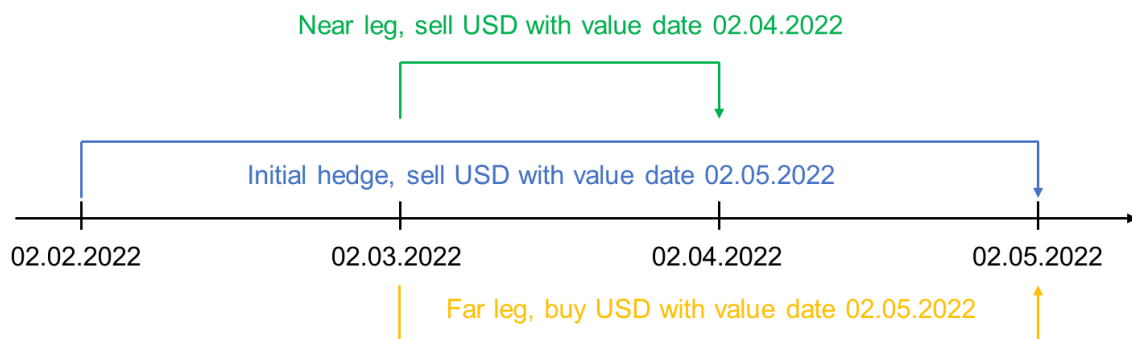 Near leg, sell USD with value date 02.04.2022
Initial hedge, sell USD with value date 02.05.2022
02.02.2022 02.03.2022 02.04.2022 02.05.2022
Far leg, buy USD with value date 02.05.2022